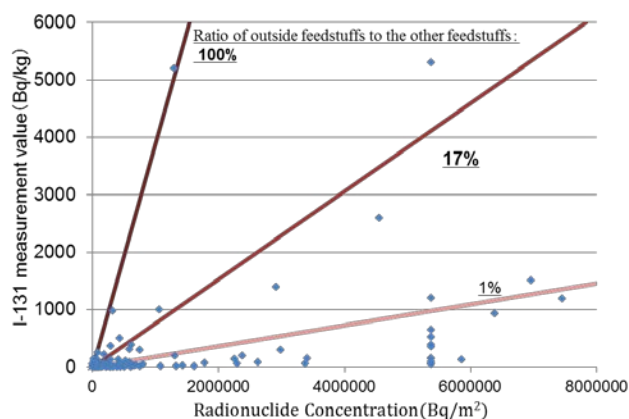 6000
5000
4000
3000
2000
1000
0
I-131 measurement value (Bq/kg)
Ratio of outside feedstuffs to the other feedstuffs:
100%
17%
1%
0 2000000 4000000 6000000 8000000
Radionuclide Concentration(Bq/m²)